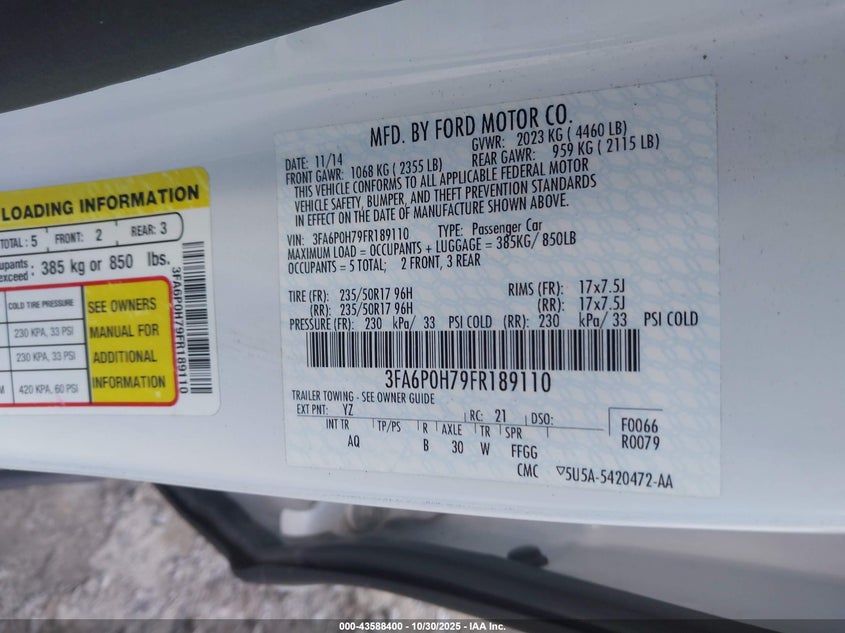 LOADING INFORMATION
TOTAL : 5 FRONT: 2 REAR: 3
385 kg or 850 lbs.
exceed :
COLD TIRE PRESSURE
230 KPA, 33 PSI
230 KPA, 33 PSI
420 KPA, 60 PSI
SEE OWNERS
MANUAL FOR
ADDITIONAL
INFORMATION
3FA6P0H79FR189110
MFD. BY FORD MOTOR CO.
DATE: 11/14 GVWR: 2023 KG ( 4460 LB)
FRONT GAWR: 1068 KG ( 2355 LB) REAR GAWR: 959 KG ( 2115 LB)
THIS VEHICLE CONFORMS TO ALL APPLICABLE FEDERAL MOTOR
VEHICLE SAFETY, BUMPER, AND THEFT PREVENTION STANDARDS
IN EFFECT ON THE DATE OF MANUFACTURE SHOWN ABOVE.
VIN: 3FA6P0H79FR189110 TYPE: Passenger Car
MAXIMUM LOAD = OCCUPANTS + LUGGAGE = 385KG/ 850LB
OCCUPANTS = 5 TOTAL; 2 FRONT, 3 REAR
TIRE (FR): 235/50R17 96H RIMS (FR): 17x7.5J
(RR): 235/50R17 96H (RR): 17x7.5J
PRESSURE (FR): 230 kPa/ 33 PSI COLD (RR): 230 kPa/ 33 PSI COLD
3FA6P0H79FR189110
TRAILER TOWING - SEE OWNER GUIDE
EXT PNT: YZ RC: 21 DSO: F0066
INT TR TP/PS R AXLE TR SPR R0079
AQ B 30 W FFGG
CMC 5U5A-5420472-AA
000-43588400 - 10/30/2025 - IAA Inc.